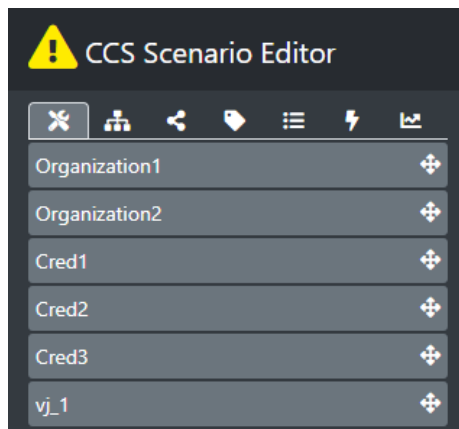 CCS Scenario Editor
Organization1
Organization2
Cred1
Cred2
Cred3
vj_1